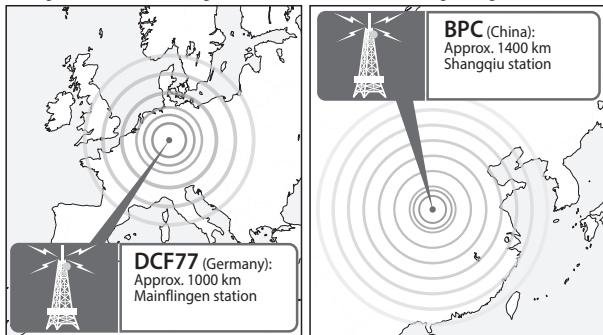 DCF77 (Germany):
Approx. 1000 km
Mainflingen station
BPC (China):
Approx. 1400 km
Shangqiu station